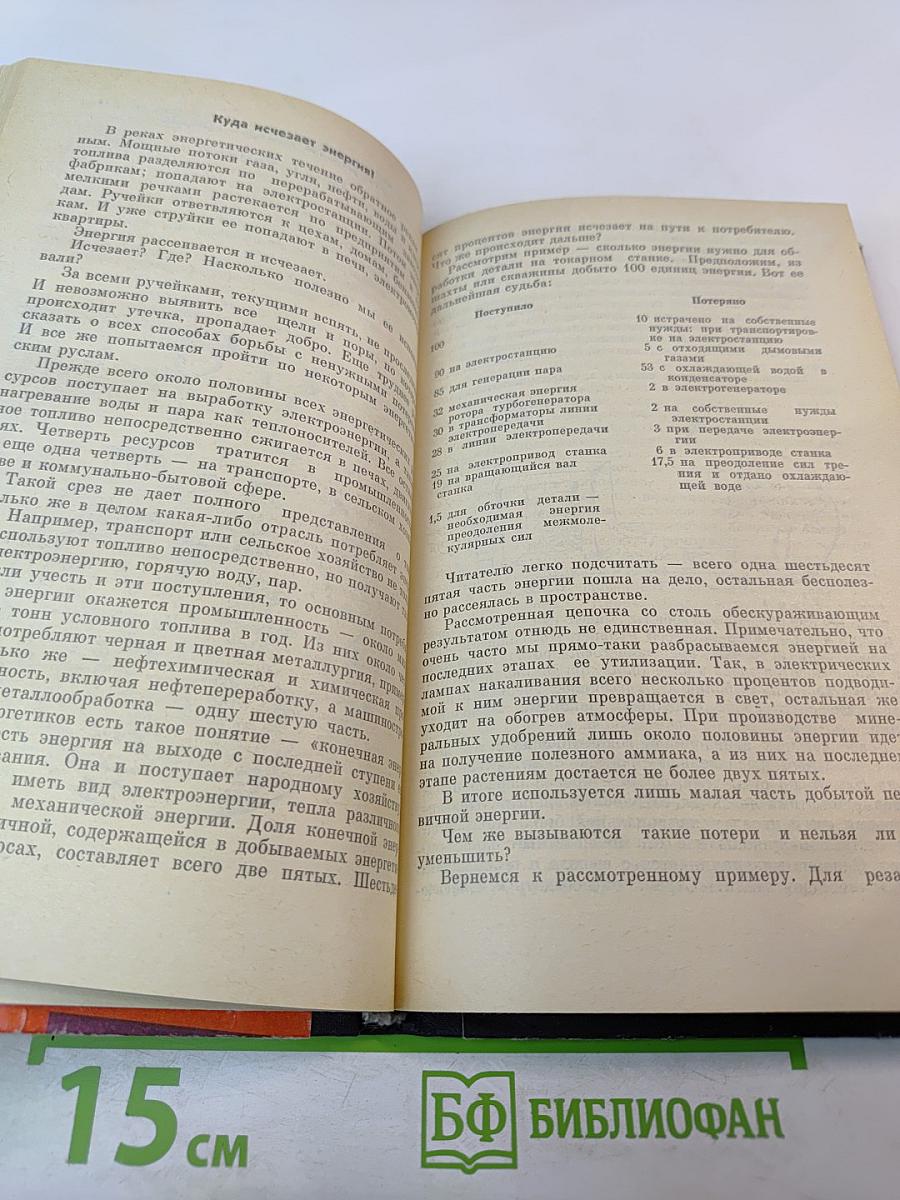 Куда исчезает энергия?
В реках энергетических течение обратное
ным. Мощные потоки газа, угля, нефти, воды и
топлива разделяются по перерабатывающим
фабрикам; попадают на электростанции. По
мелкими речками растекается по предприятиям
дам. Ручейки ответвляются к цехам, домам,
кам. И уже струйки ее попадают в печи,
квартиры.
Энергия рассеивается и исчезает.
Исчезает? Где? Насколько полезно мы ее
вали?
За всеми ручейками, текущими вспять, не
И невозможно выявить все щели и поры, по
происходит утечка, пропадает добро. Еще
сказать о всех способах борьбы с ненужными
И все же попытаемся пройти по некоторым
ским руслам.
Прежде всего около половины всех энергетических
сурсов поступает на выработку электроэнергии, а
нагревание воды и пара как теплоносителей. Все
ное топливо непосредственно сжигается в печах,
ях. Четверть ресурсов тратится в промышленности
еще одна четверть — на транспорте, в сельском
ве и коммунально-бытовой сфере.
Такой срез не дает полного представления о
лько же в целом какая-либо отрасль потребляет
Например, транспорт или сельское хозяйство не
используют топливо непосредственно, но получают
лектроэнергию, горячую воду, пар.
ли учесть и эти поступления, то основным
энергии окажется промышленность — около
тонн условного топлива в год. Из них около
потребляют черная и цветная металлургия,
лько же — нефтехимическая и химическая
ность, включая нефтепереработку, а
еталлообработка — одну шестую часть.
ргетиков есть такое понятие — «конечная
есть энергия на выходе с последней ступени
вания. Она и поступает народному
иметь вид электроэнергии, тепла
механической энергии. Доля конечной
ичной, содержащейся в добываемых
рсах, составляет всего две пятых. Шестьде
сят процентов энергии исчезает на пути к потребителю.
Что же происходит дальше?
Рассмотрим пример — сколько энергии нужно для об-
работки детали на токарном станке. Предположим, из
шахты или скважины добыто 100 единиц энергии. Вот ее
дальнейшая судьба:
Поступило
100
90 на электростанцию
85 для генерации пара
32 механическая энергия
ротора турбогенератора
30 в трансформаторы линии
электропередачи
28 в линии электропередачи
25 на электропривод станка
19 на вращающийся вал
станка
1,5 для обточки детали —
необходимая энергия
преодоления межмоле-
кулярных сил
Потеряно
10 истрачено на собственные
нужды: при транспортиров-
ке на электростанцию
5 с отходящими дымовыми
газами
53 с охлаждающей водой в
конденсаторе
2 в электрогенераторе
2 на собственные нужды
электростанции
3 при передаче электроэнер-
гии
6 в электроприводе станка
17,5 на преодоление сил тре-
ния и отдано охлаждаю-
щей воде
Читателю легко подсчитать — всего одна шестьдесят
пятая часть энергии пошла на дело, остальная бесполез-
но рассеялась в пространстве.
Рассмотренная цепочка со столь обескураживающим
результатом отнюдь не единственная. Примечательно, что
очень часто мы прямо-таки разбрасываемся энергией на
последних этапах ее утилизации. Так, в электрических
лампах накаливания всего несколько процентов подводи-
мой к ним энергии превращается в свет, остальная же
уходит на обогрев атмосферы. При производстве мине-
ральных удобрений лишь около половины энергии идет
на получение полезного аммиака, а из них на последнем
этапе растениям достается не более двух пятых.
В итоге используется лишь малая часть добытой пе
вичной энергии.
Чем же вызываются такие потери и нельзя ли
уменьшить?
Вернемся к рассмотренному примеру. Для реза
15 см
БФ БИБЛИОФАН